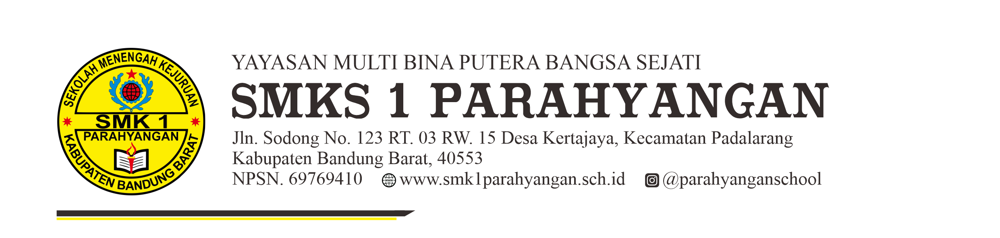 SEKOLAH MENENGAH KEJURUAN
SMK 1
PARAHYANGAN
KABUPATEN BANDUNG BARAT
YAYASAN MULTI BINA PUTERA BANGSA SEJATI
SMKS 1 PARAHYANGAN
Jln. Sodong No. 123 RT. 03 RW. 15 Desa Kertajaya, Kecamatan Padalarang
Kabupaten Bandung Barat, 40553
NPSN. 69769410 www www.smk1parahyangan.sch.id @parahyanganschool